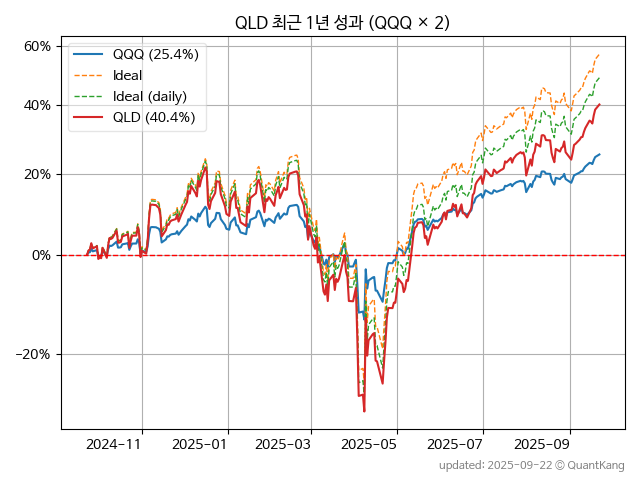 QLD 최근 1년 성과 (QQQ × 2)
QQQ (25.4%)
Ideal
Ideal (daily)
QLD (40.4%)
60%
40%
20%
0%
−20%
2024-11
2025-01
2025-03
2025-05
2025-07
2025-09
updated: 2025-09-22 © QuantKang